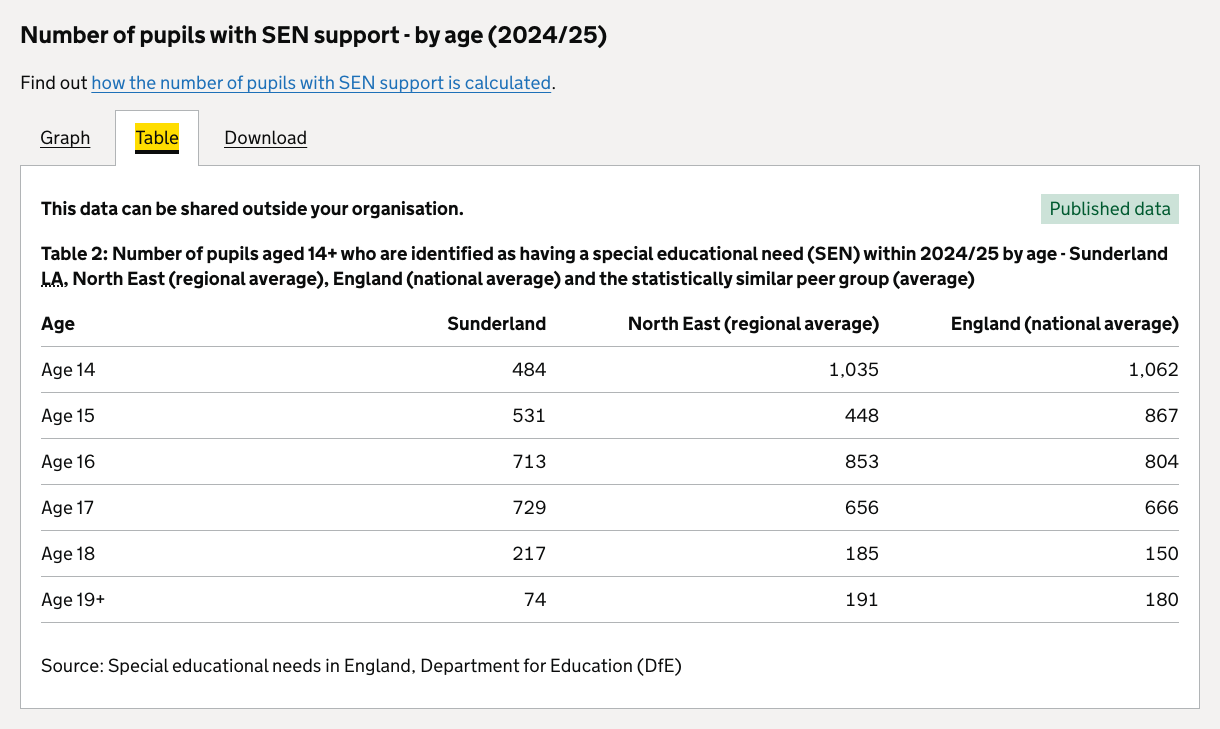 Number of pupils with SEN support - by age (2024/25)
Find out how the number of pupils with SEN support is calculated.
Graph Table Download
This data can be shared outside your organisation. Published data
Table 2: Number of pupils aged 14+ who are identified as having a special educational need (SEN) within 2024/25 by age - Sunderland
LA, North East (regional average), England (national average) and the statistically similar peer group (average)
Age Sunderland North East (regional average) England (national average)
Age 14 484 1,035 1,062
Age 15 531 448 867
Age 16 713 853 804
Age 17 729 656 666
Age 18 217 185 150
Age 19+ 74 191 180
Source: Special educational needs in England, Department for Education (DfE)